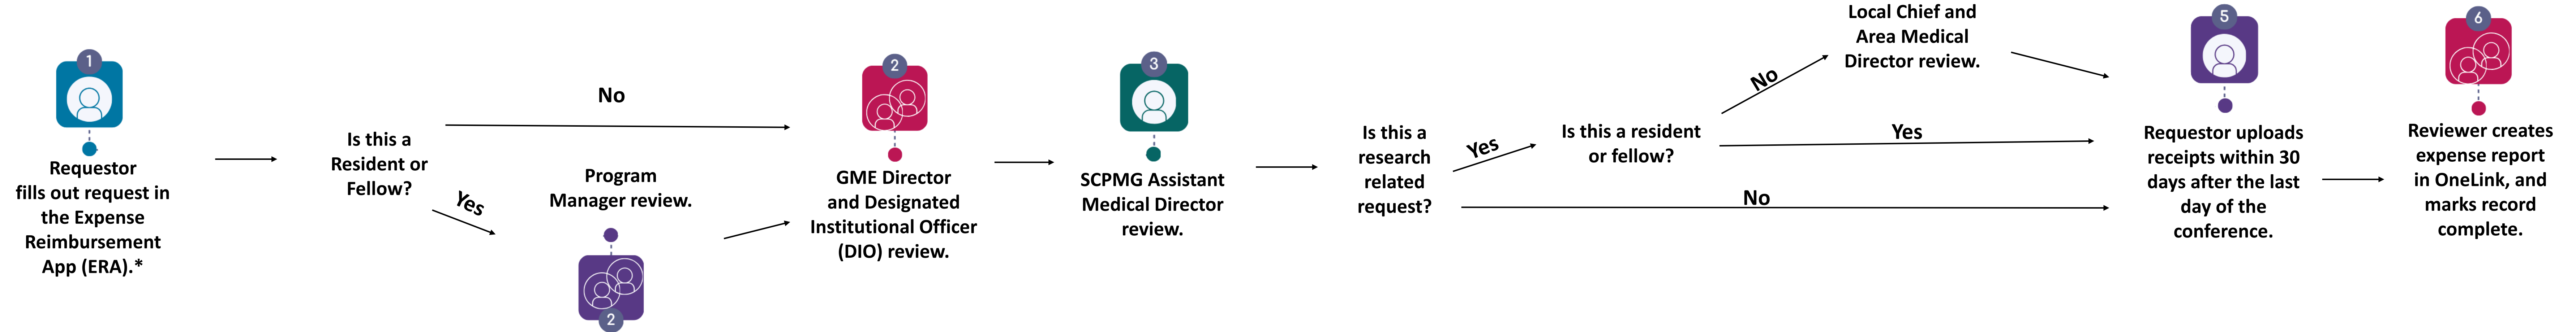 1
Requestor
fills out request in
the Expense
Reimbursement
App (ERA).*
Is this a
Resident or
Fellow?
No
Yes
Program
Manager review.
2
2
GME Director
and Designated
Institutional Officer
(DIO) review.
3
SCPMG Assistant
Medical Director
review.
Is this a
research
related
request?
Yes
No
Is this a resident
or fellow?
No
Yes
Local Chief and
Area Medical
Director review.
5
Requestor uploads
receipts within 30
days after the last
day of the
conference.
6
Reviewer creates
expense report
in OneLink, and
marks record
complete.